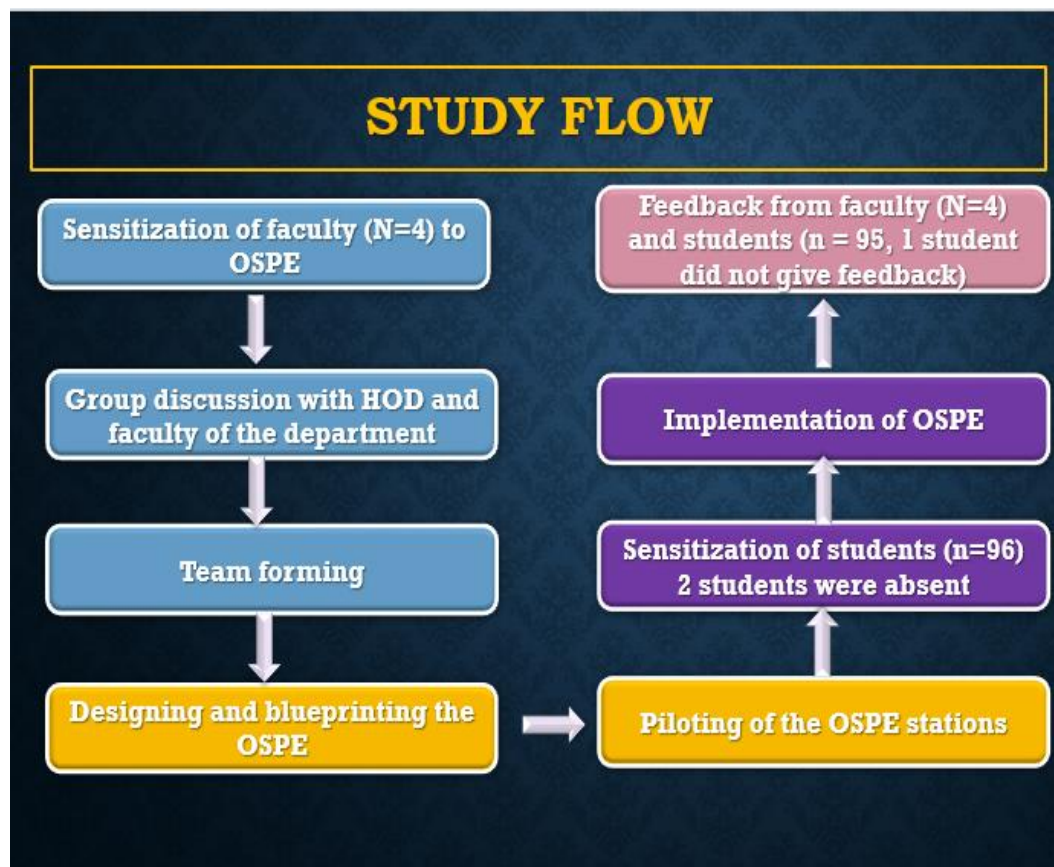 STUDY FLOW
Sensitization of faculty (N=4) to
OSPE
Group discussion with HOD and
faculty of the department
Team forming
Designing and blueprinting the
OSPE
Piloting of the OSPE stations
Sensitization of students (n=96)
2 students were absent
Implementation of OSPE
Feedback from faculty (N=4)
and students (n = 95, 1 student
did not give feedback)